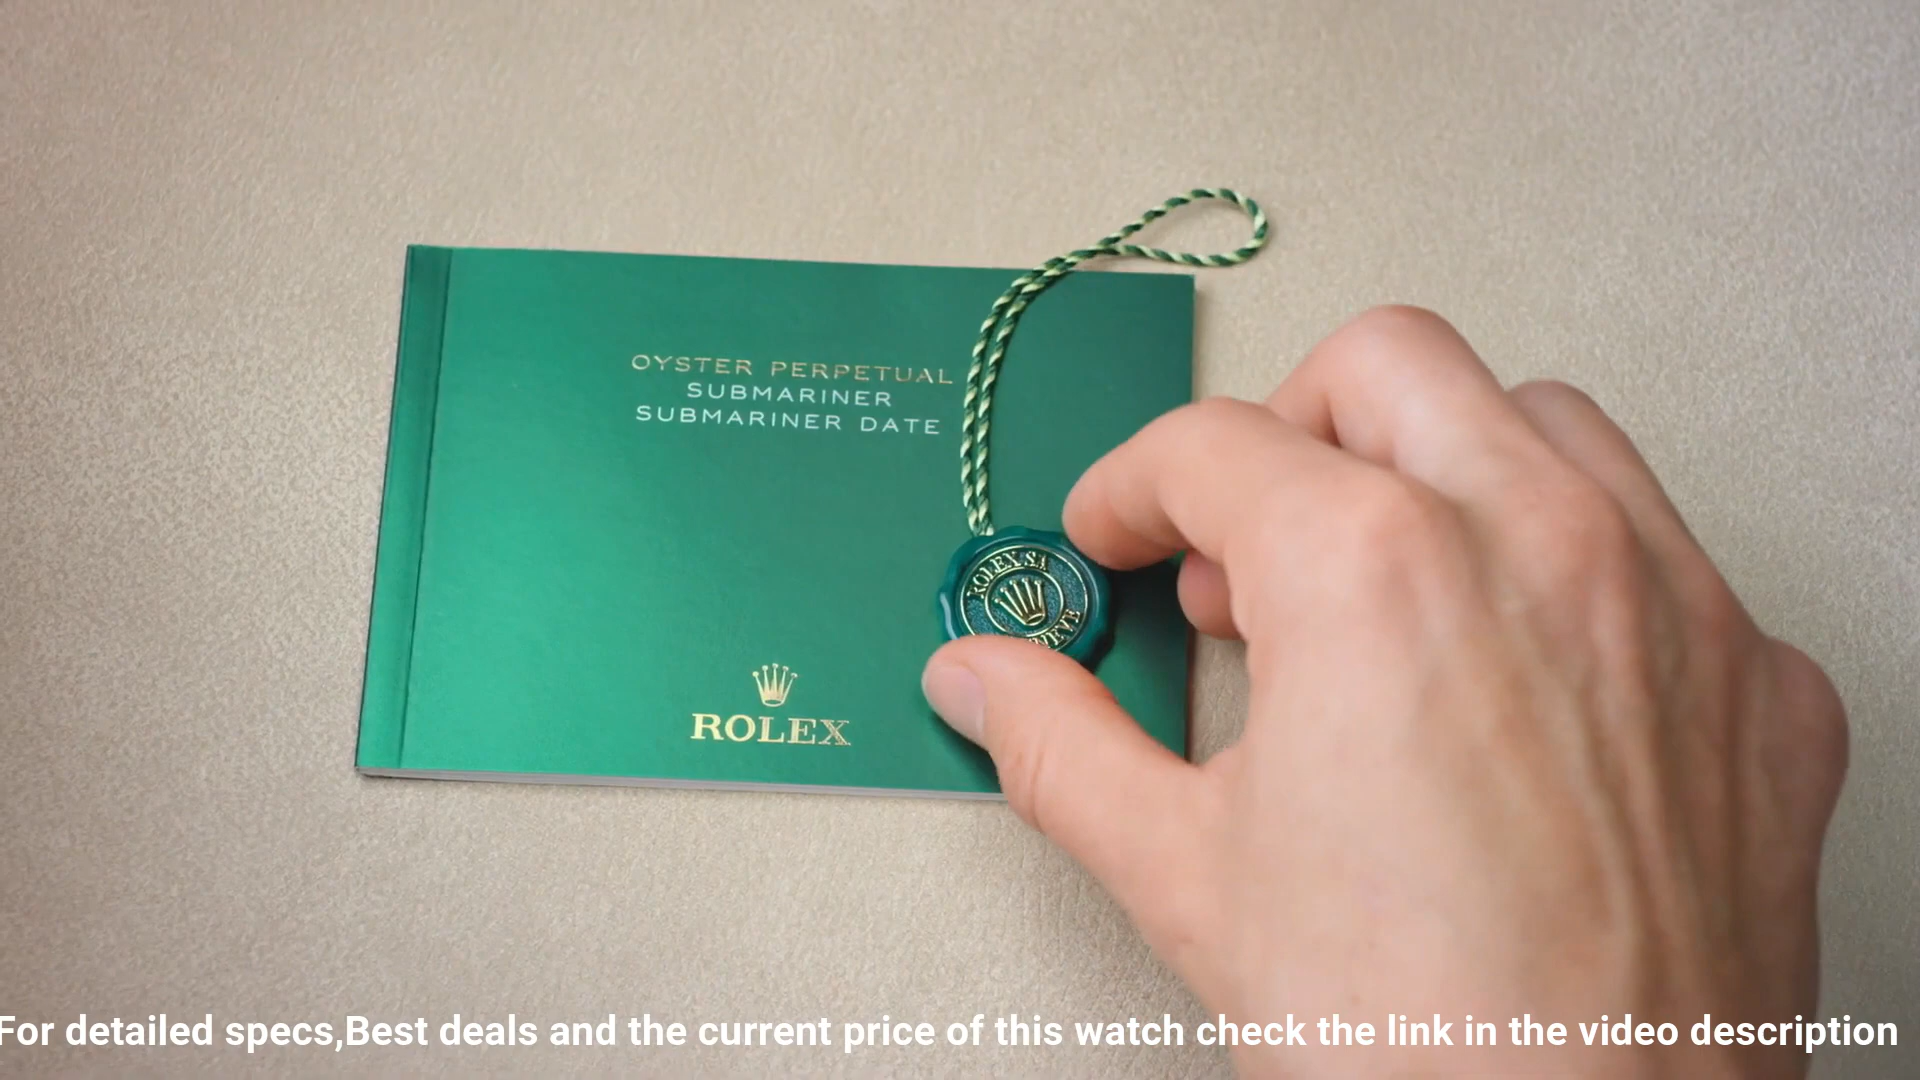 OYSTER PERPETUAL
SUBMARINER
SUBMARINER DATE
ROLEX SA
ROLEX
For detailed specs,Best deals and the current price of this watch check the link in the video description